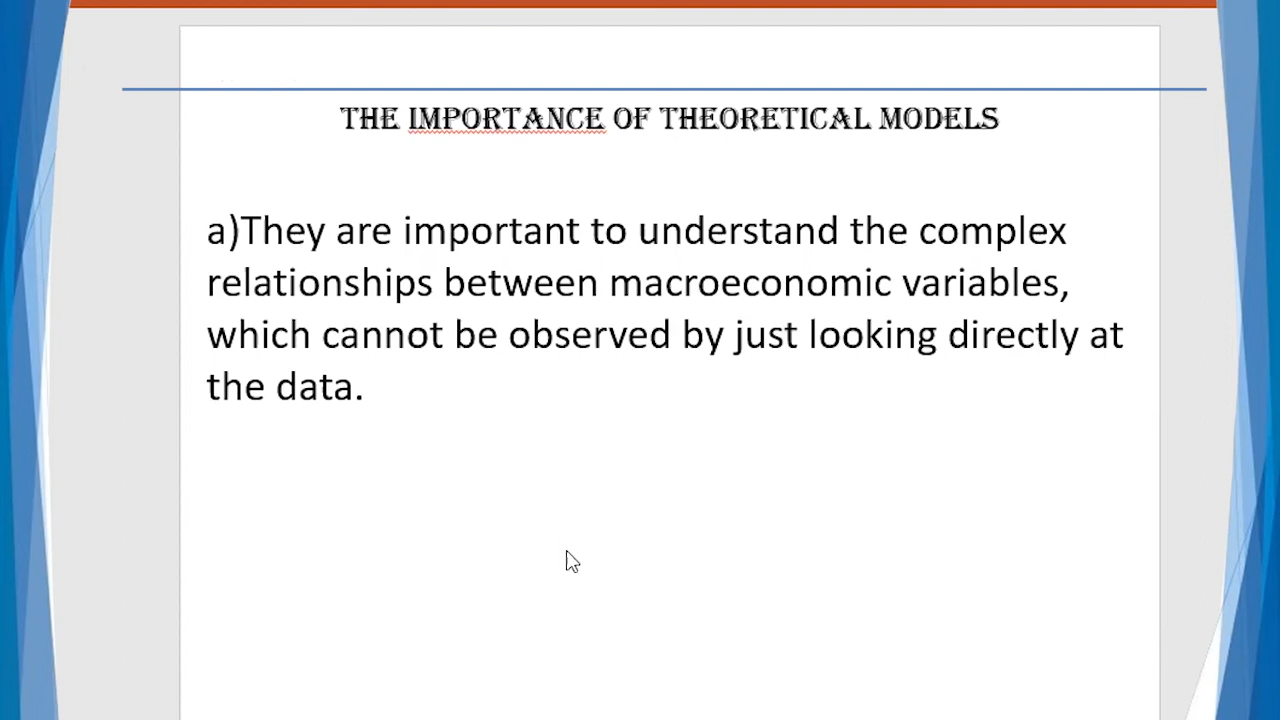 THE IMPORTANCE OF THEORETICAL MODELS
a)They are important to understand the complex
relationships between macroeconomic variables,
which cannot be observed by just looking directly at
the data.